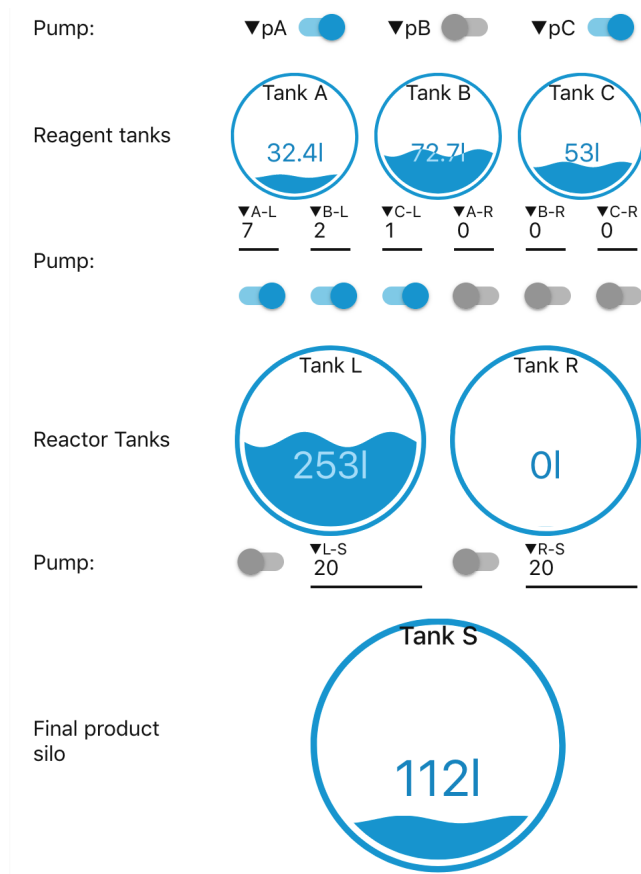 Pump: ▼pA ▼pB ▼pC
Tank A Tank B Tank C
Reagent tanks 32.4l 72.7l 53l
▼A-L ▼B-L ▼C-L ▼A-R ▼B-R ▼C-R
7 2 1 0 0 0
Pump:
Tank L Tank R
Reactor Tanks 253l 0l
Pump: ▼L-S ▼R-S
20 20
Tank S
Final product
silo
112l